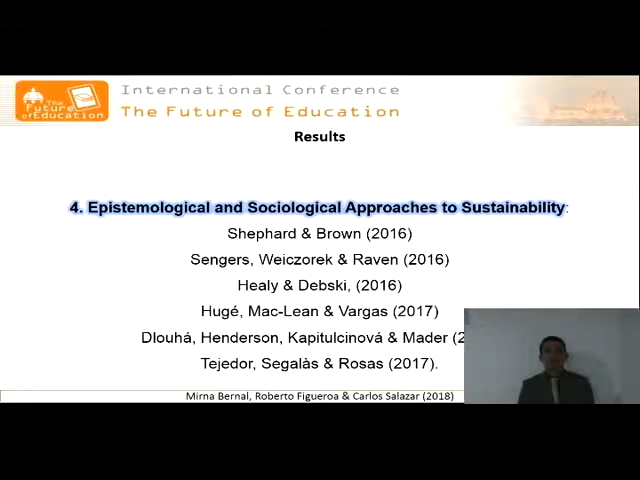 The
Future
of Education
International Conference
The Future of Education
Results
4. Epistemological and Sociological Approaches to Sustainability:
Shephard & Brown (2016)
Sengers, Weiczorek & Raven (2016)
Healy & Debski, (2016)
Hugé, Mac-Lean & Vargas (2017)
Dlouhá, Henderson, Kapitulcinová & Mader (2
Tejedor, Segalàs & Rosas (2017).
Mirna Bernal, Roberto Figueroa & Carlos Salazar (2018)